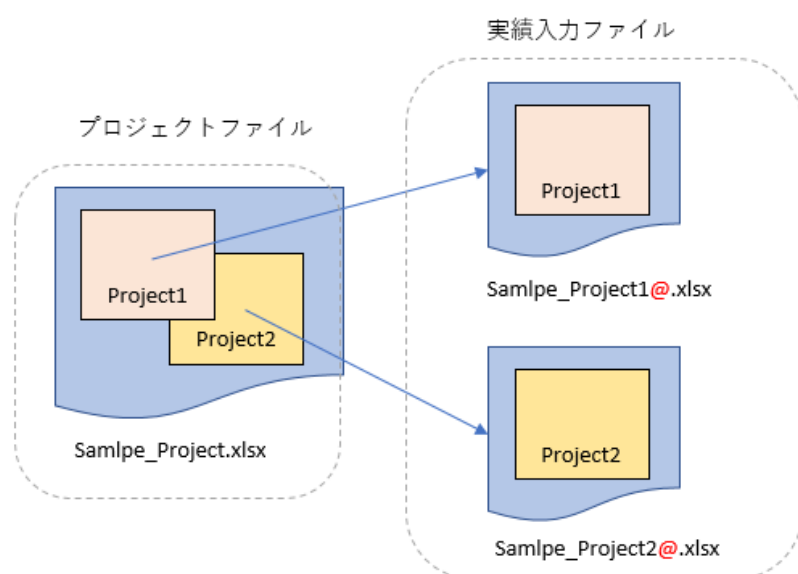 実績入力ファイル
プロジェクトファイル
Project1
Project2
Samlpe_Project.xlsx
Project1
Samlpe_Project1@.xlsx
Project2
Samlpe_Project2@.xlsx